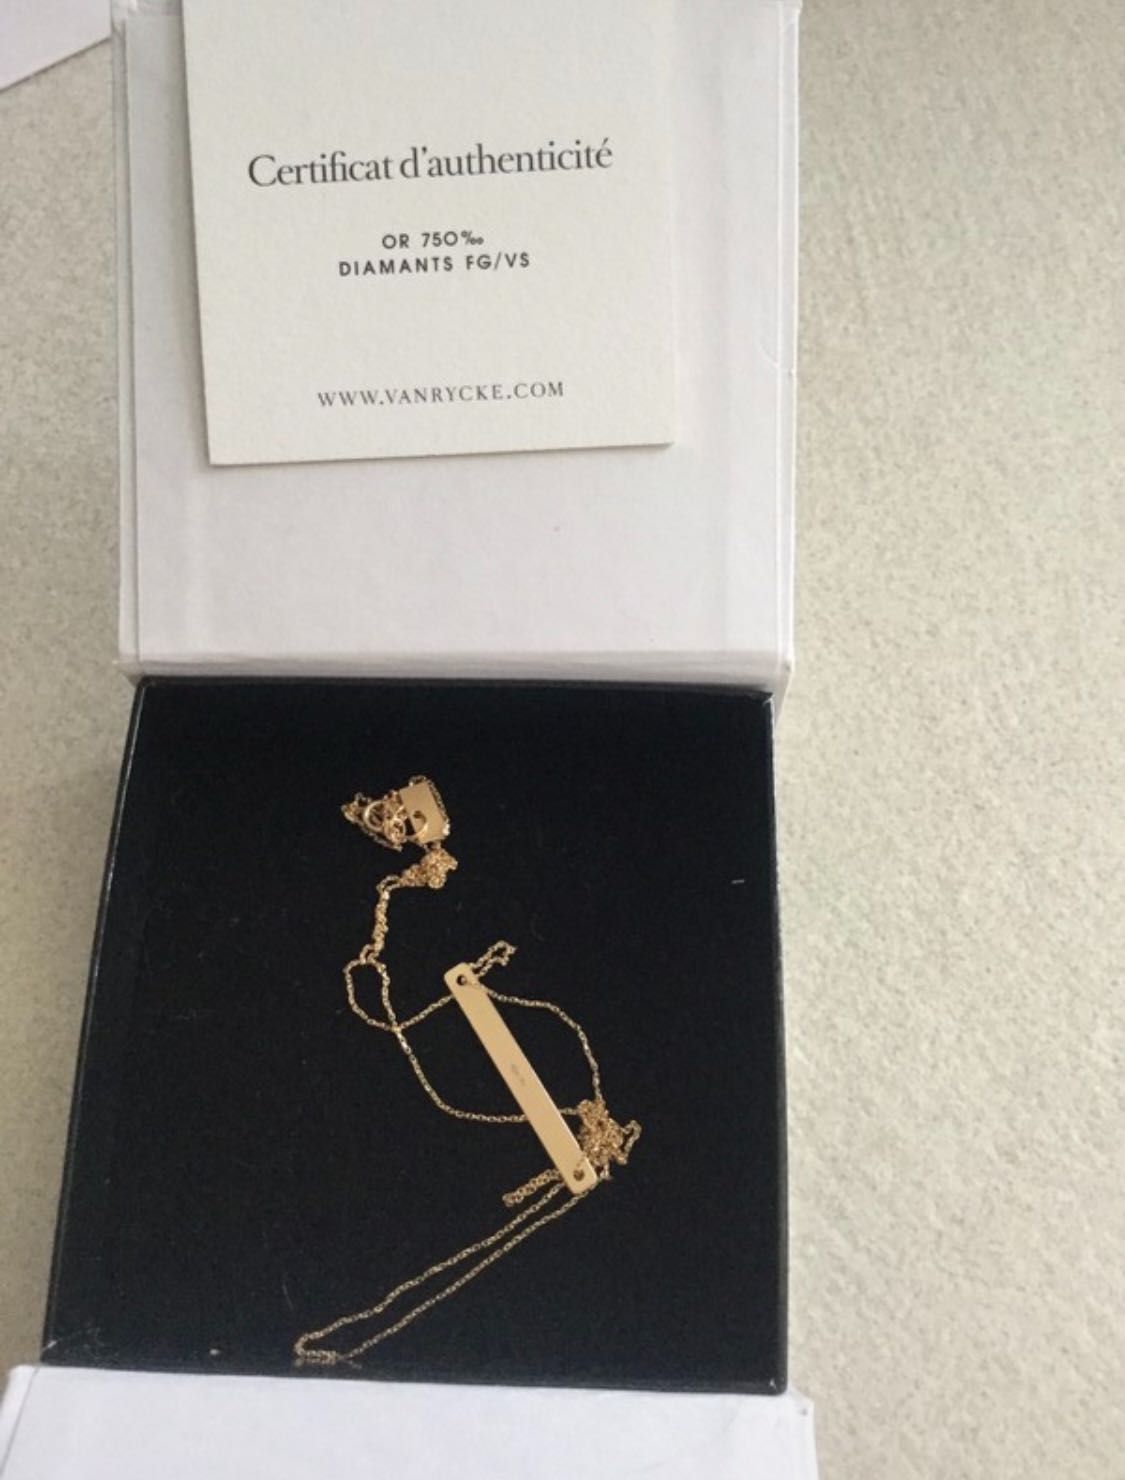 Certificat d'authenticité
OR 750‰
DIAMANTS FG/VS
WWW.VANRYCKE.COM